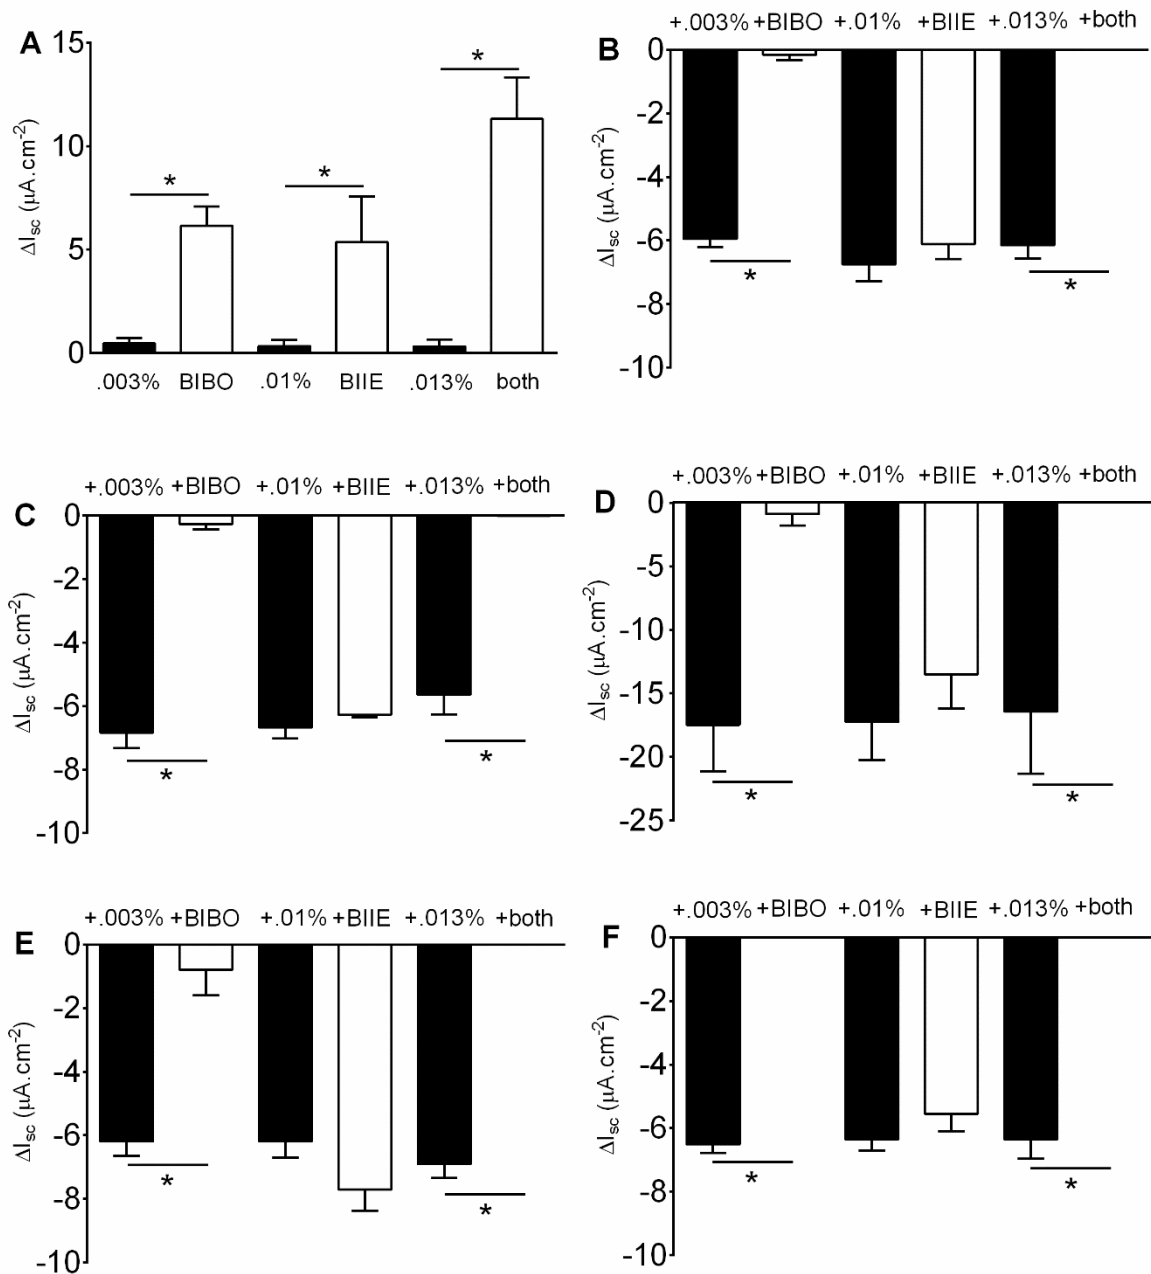 A
15
10
5
0
ΔIsc (μA.cm-2)
*
*
*
.003% BIBO .01% BIIE .013% both
B
+.003% +BIBO +.01% +BIIE +.013% +both
0
-2
-4
-6
-8
-10
ΔIsc (μA.cm-2)
*
*
C
+.003% +BIBO +.01% +BIIE +.013% +both
0
-2
-4
-6
-8
-10
ΔIsc (μA.cm-2)
*
*
D
+.003% +BIBO +.01% +BIIE +.013% +both
0
-5
-10
-15
-20
-25
ΔIsc (μA.cm-2)
*
*
E
+.003% +BIBO +.01% +BIIE +.013% +both
0
-2
-4
-6
-8
-10
ΔIsc (μA.cm-2)
*
*
F
+.003% +BIBO +.01% +BIIE +.013% +both
0
-2
-4
-6
-8
-10
ΔIsc (μA.cm-2)
*
*